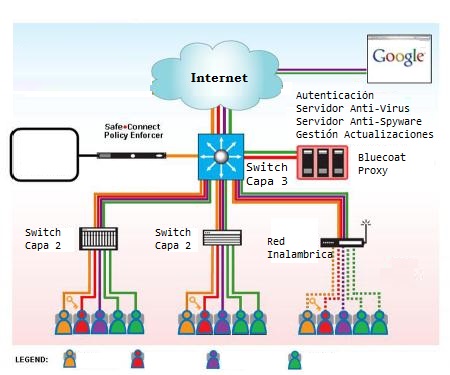 Internet
Google
Autenticación
Servidor Anti-Virus
Servidor Anti-Spyware
Gestión Actualizaciones
Safe•Connect
Policy Enforcer
Switch
Capa 3
Bluecoat
Proxy
Switch
Capa 2
Switch
Capa 2
Red
Inalambrica
LEGEND: